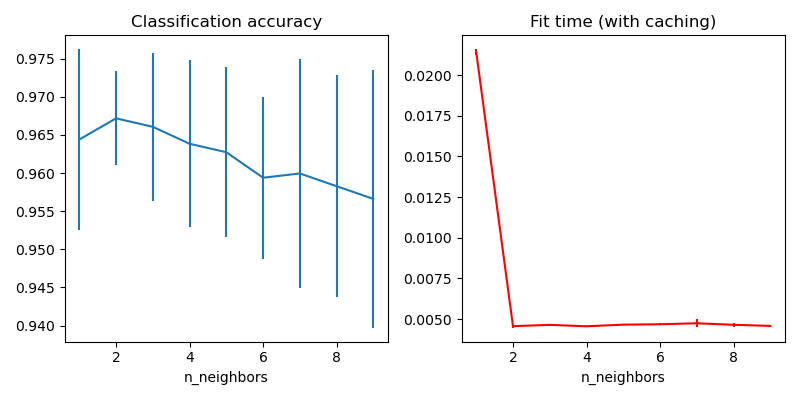 Classification accuracy
0.975
0.970
0.965
0.960
0.955
0.950
0.945
0.940
2 4 6 8
n_neighbors
Fit time (with caching)
0.0200
0.0175
0.0150
0.0125
0.0100
0.0075
0.0050
2 4 6 8
n_neighbors